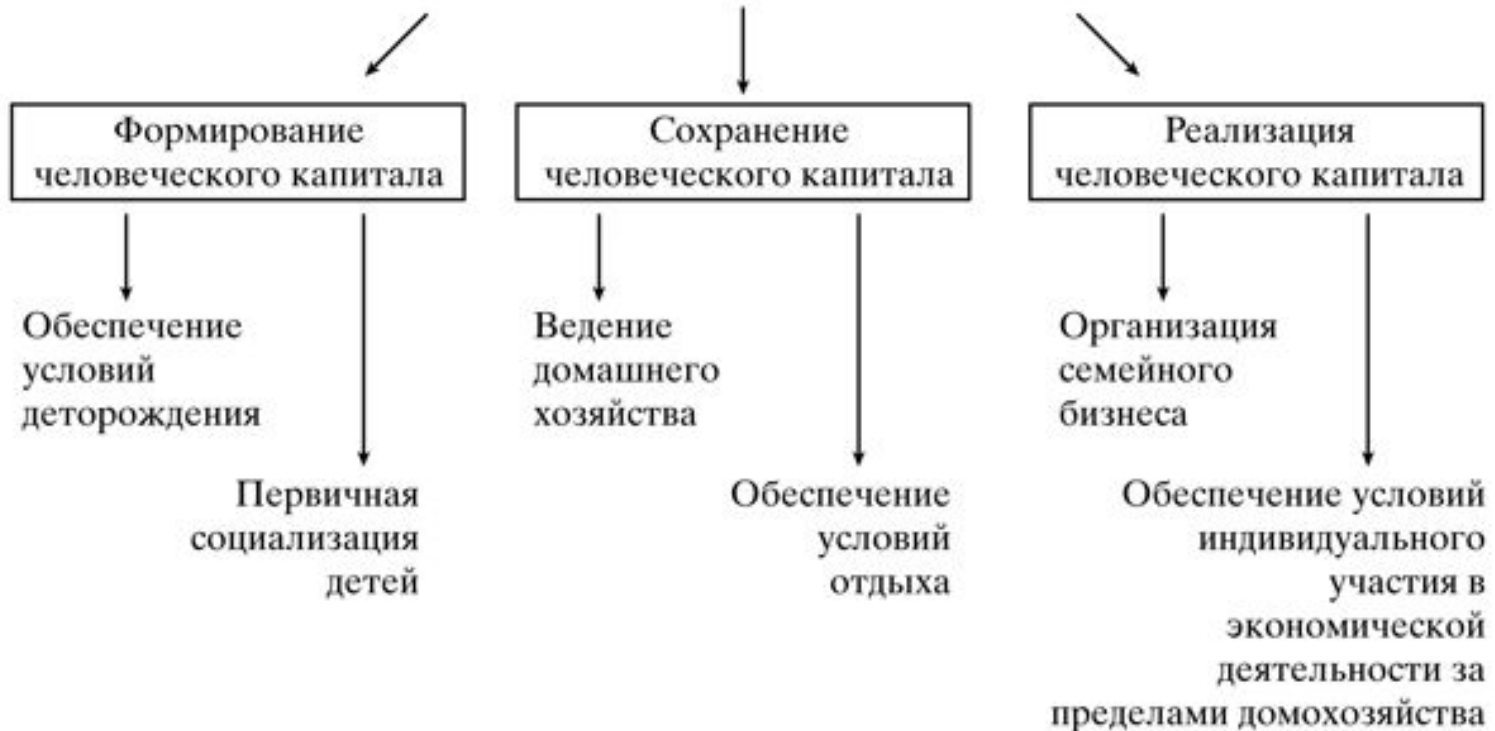 Формирование
человеческого капитала
Сохранение
человеческого капитала
Реализация
человеческого капитала
Обеспечение
условий
деторождения
Первичная
социализация
детей
Ведение
домашнего
хозяйства
Обеспечение
условий
отдыха
Организация
семейного
бизнеса
Обеспечение условий
индивидуального
участия в
экономической
деятельности за
пределами домохозяйства